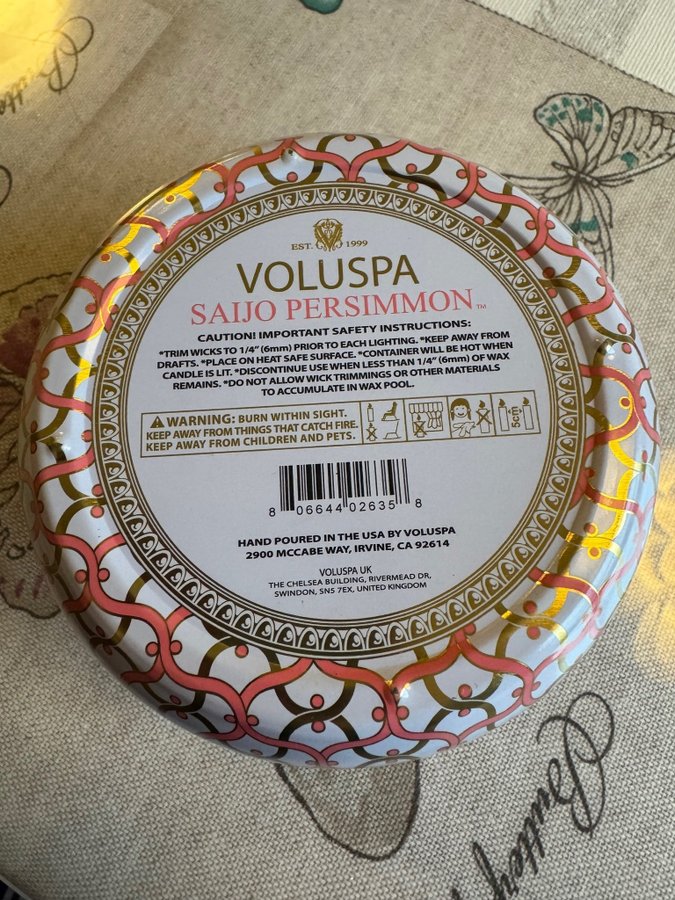 Butter
EST. 1999
VOLUSPA
SAIJO PERSIMMON™
CAUTION! IMPORTANT SAFETY INSTRUCTIONS:
*TRIM WICKS TO 1/4" (6mm) PRIOR TO EACH LIGHTING. *KEEP AWAY FROM
DRAFTS. *PLACE ON HEAT SAFE SURFACE. *CONTAINER WILL BE HOT WHEN
CANDLE IS LIT. *DISCONTINUE USE WHEN LESS THAN 1/4" (6mm) OF WAX
REMAINS. *DO NOT ALLOW WICK TRIMMINGS OR OTHER MATERIALS
TO ACCUMULATE IN WAX POOL.
⚠ WARNING: BURN WITHIN SIGHT.
KEEP AWAY FROM THINGS THAT CATCH FIRE.
KEEP AWAY FROM CHILDREN AND PETS.
5cm
8 06644 02635 8
HAND POURED IN THE USA BY VOLUSPA
2900 MCCABE WAY, IRVINE, CA 92614
VOLUSPA UK
THE CHELSEA BUILDING, RIVERMEAD DR,
SWINDON, SN5 7EX, UNITED KINGDOM
Butterf